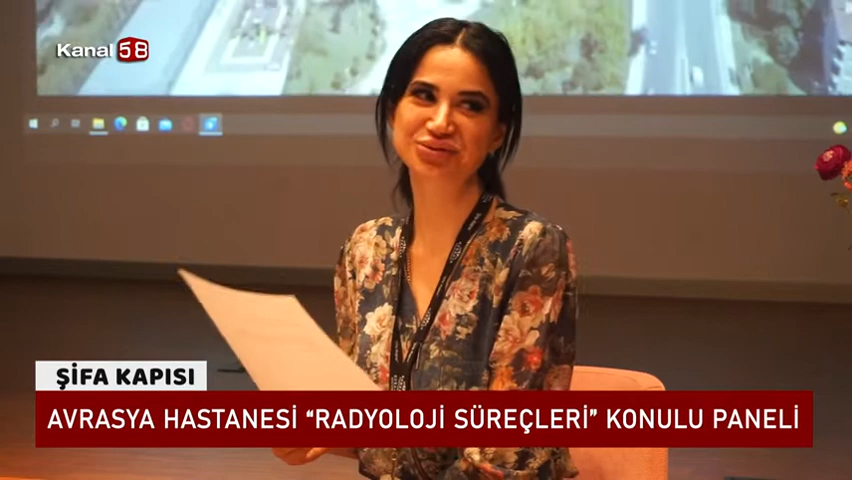 Kanal 58
ŞİFA KAPISI
AVRASYA HASTANESİ “RADYOLOJİ SÜREÇLERİ” KONULU PANELİ